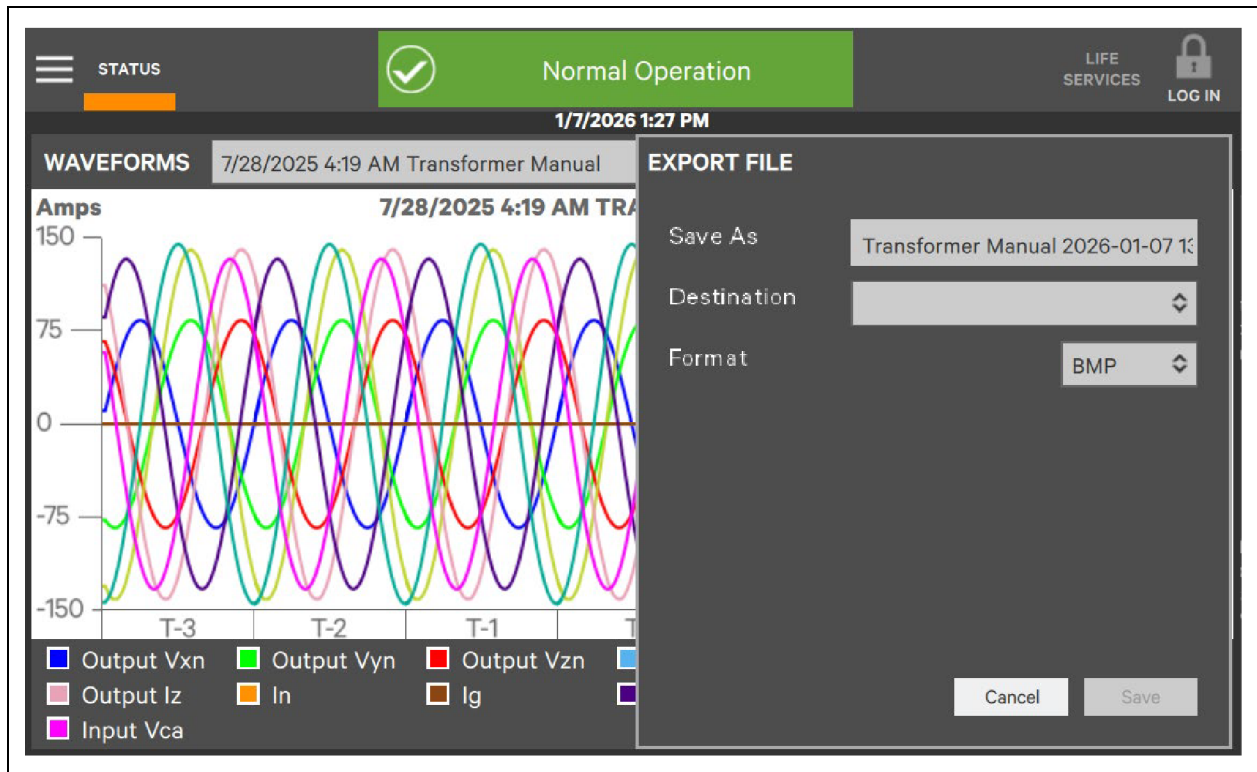 STATUS
Normal Operation
LIFE
SERVICES
LOG IN
1/7/2026 1:27 PM
WAVEFORMS
7/28/2025 4:19 AM Transformer Manual
EXPORT FILE
Amps
7/28/2025 4:19 AM
150
75
0
-75
-150
T-3
T-2
T-1
Save As
Transformer Manual 2026-01-07
Destination
Format
BMP
Output Vxn
Output Vyn
Output Vzn
Output Iz
In
Ig
Input Vca
Cancel
Save